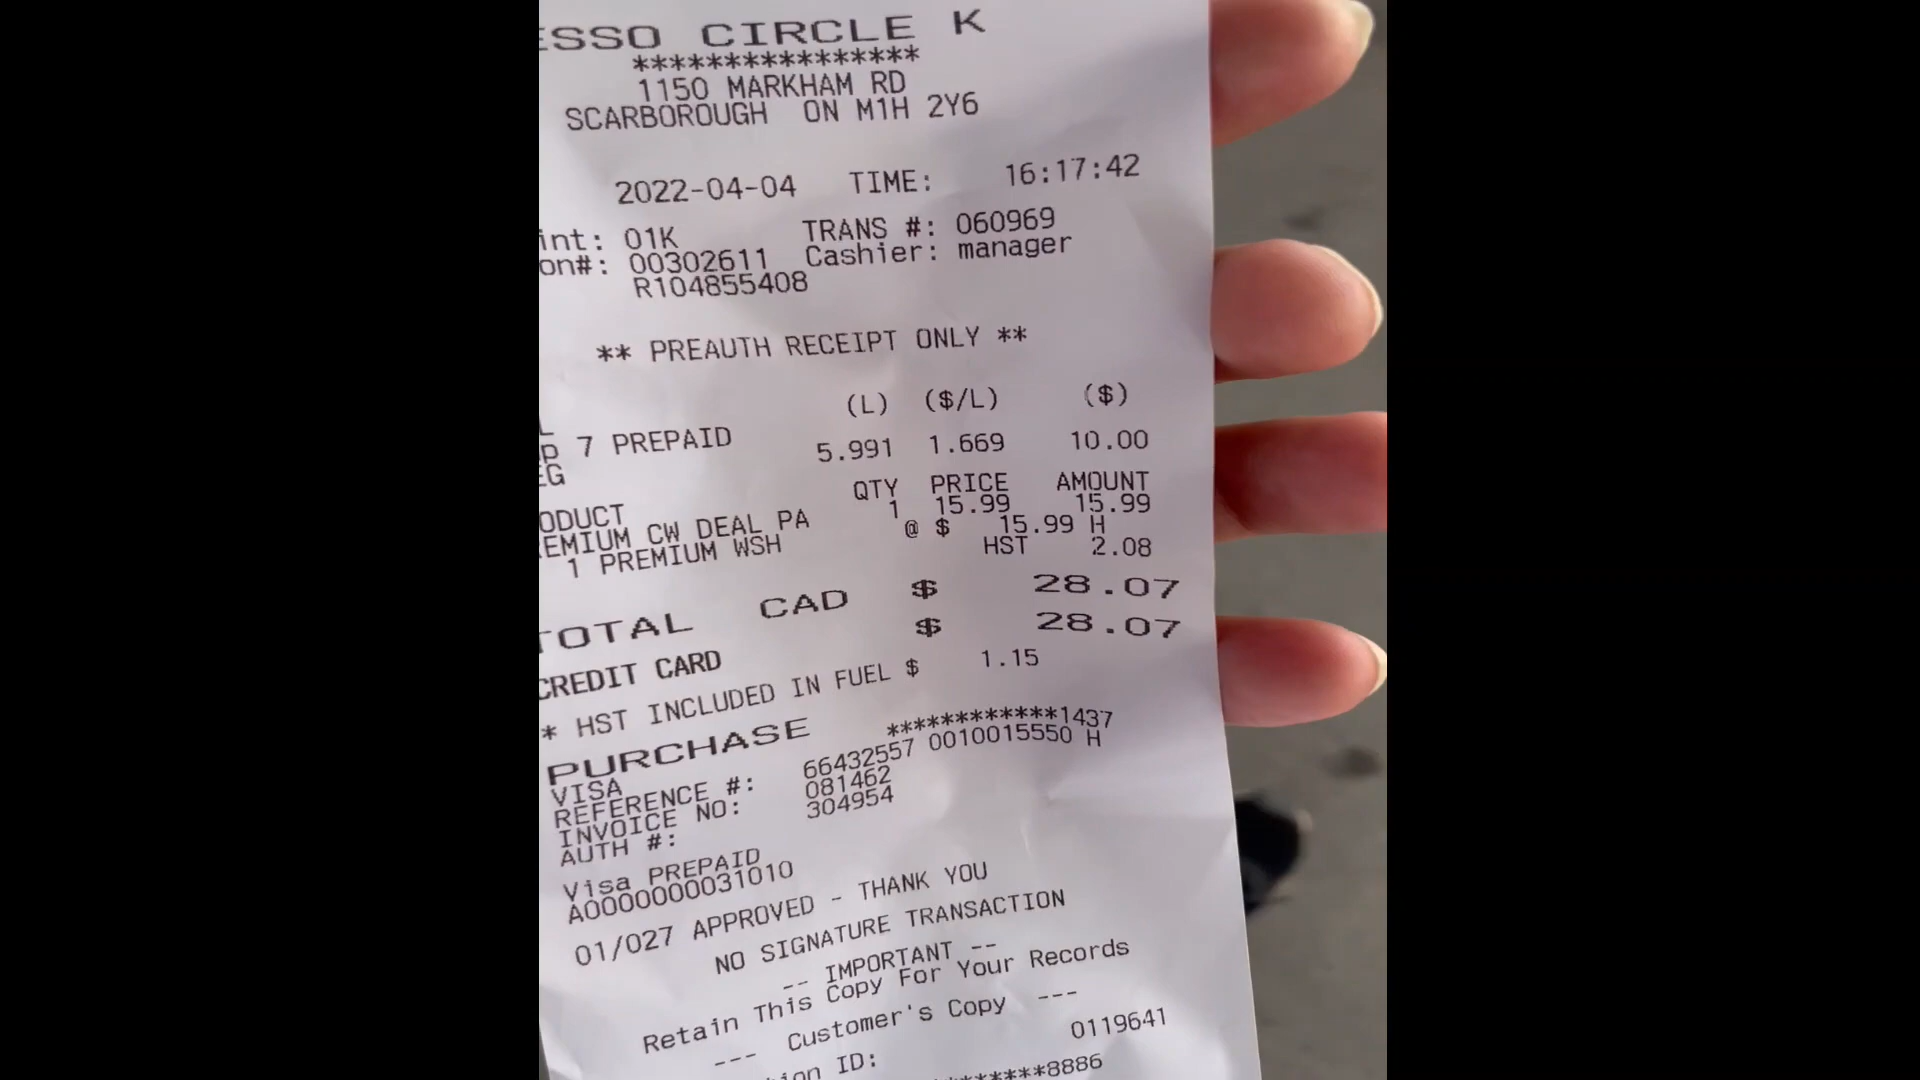 ESSO CIRCLE K
****************
1150 MARKHAM RD
SCARBOROUGH ON M1H 2Y6
2022-04-04 TIME: 16:17:42
int: 01K TRANS #: 060969
on#: 00302611 Cashier: manager
R104855408
** PREAUTH RECEIPT ONLY **
L (L) ($/L) ($)
p 7 PREPAID 5.991 1.669 10.00
EG
ODUCT QTY PRICE AMOUNT
EMIUM CW DEAL PA 1 15.99 15.99
1 PREMIUM WSH @ $ 15.99 H
HST 2.08
TOTAL CAD $ 28.07
CREDIT CARD $ 28.07
* HST INCLUDED IN FUEL $ 1.15
PURCHASE
VISA ************1437
REFERENCE #: 66432557 0010015550 H
INVOICE NO: 081462
AUTH #: 304954
Visa PREPAID
A0000000031010
01/027 APPROVED - THANK YOU
NO SIGNATURE TRANSACTION
-- IMPORTANT --
Retain This Copy For Your Records
--- Customer's Copy ---
ion ID: 0119641
*******8886